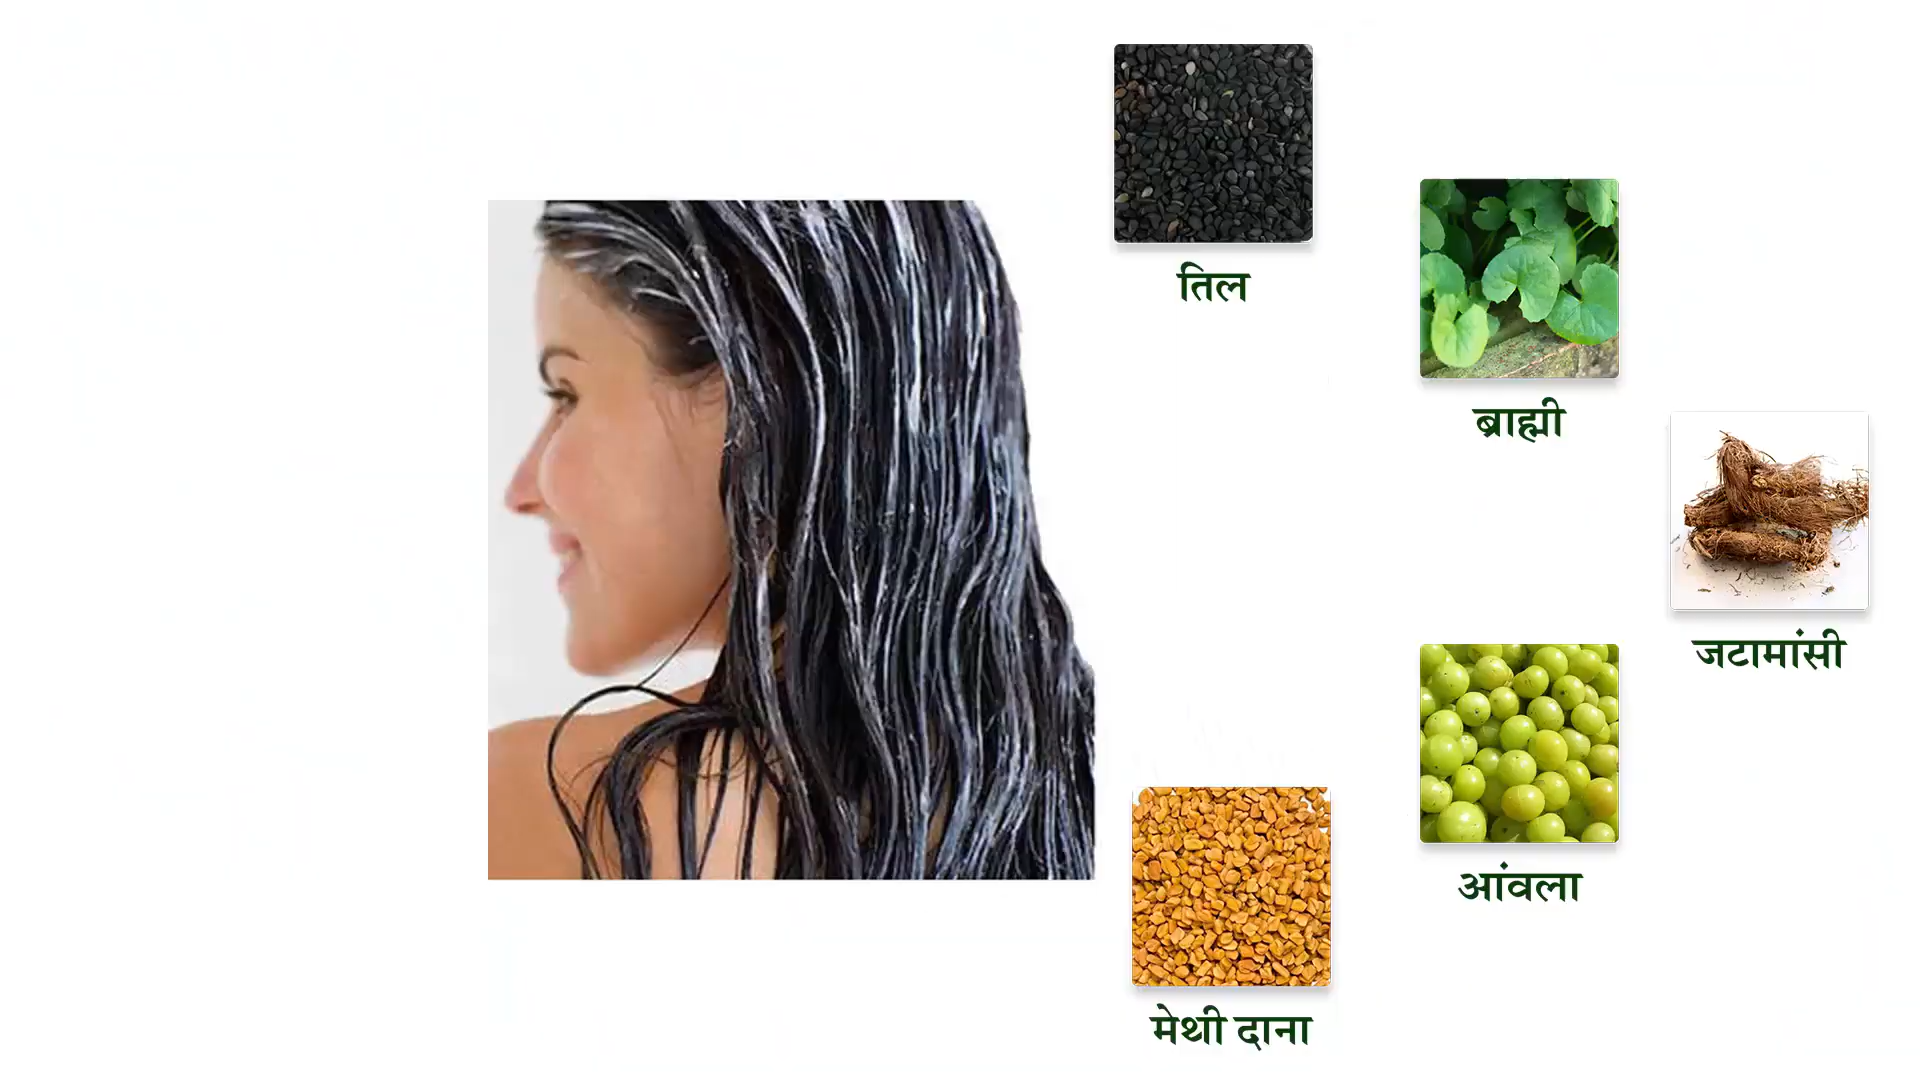 तिल
ब्राह्मी
जटामांसी
आंवला
मेथी दाना